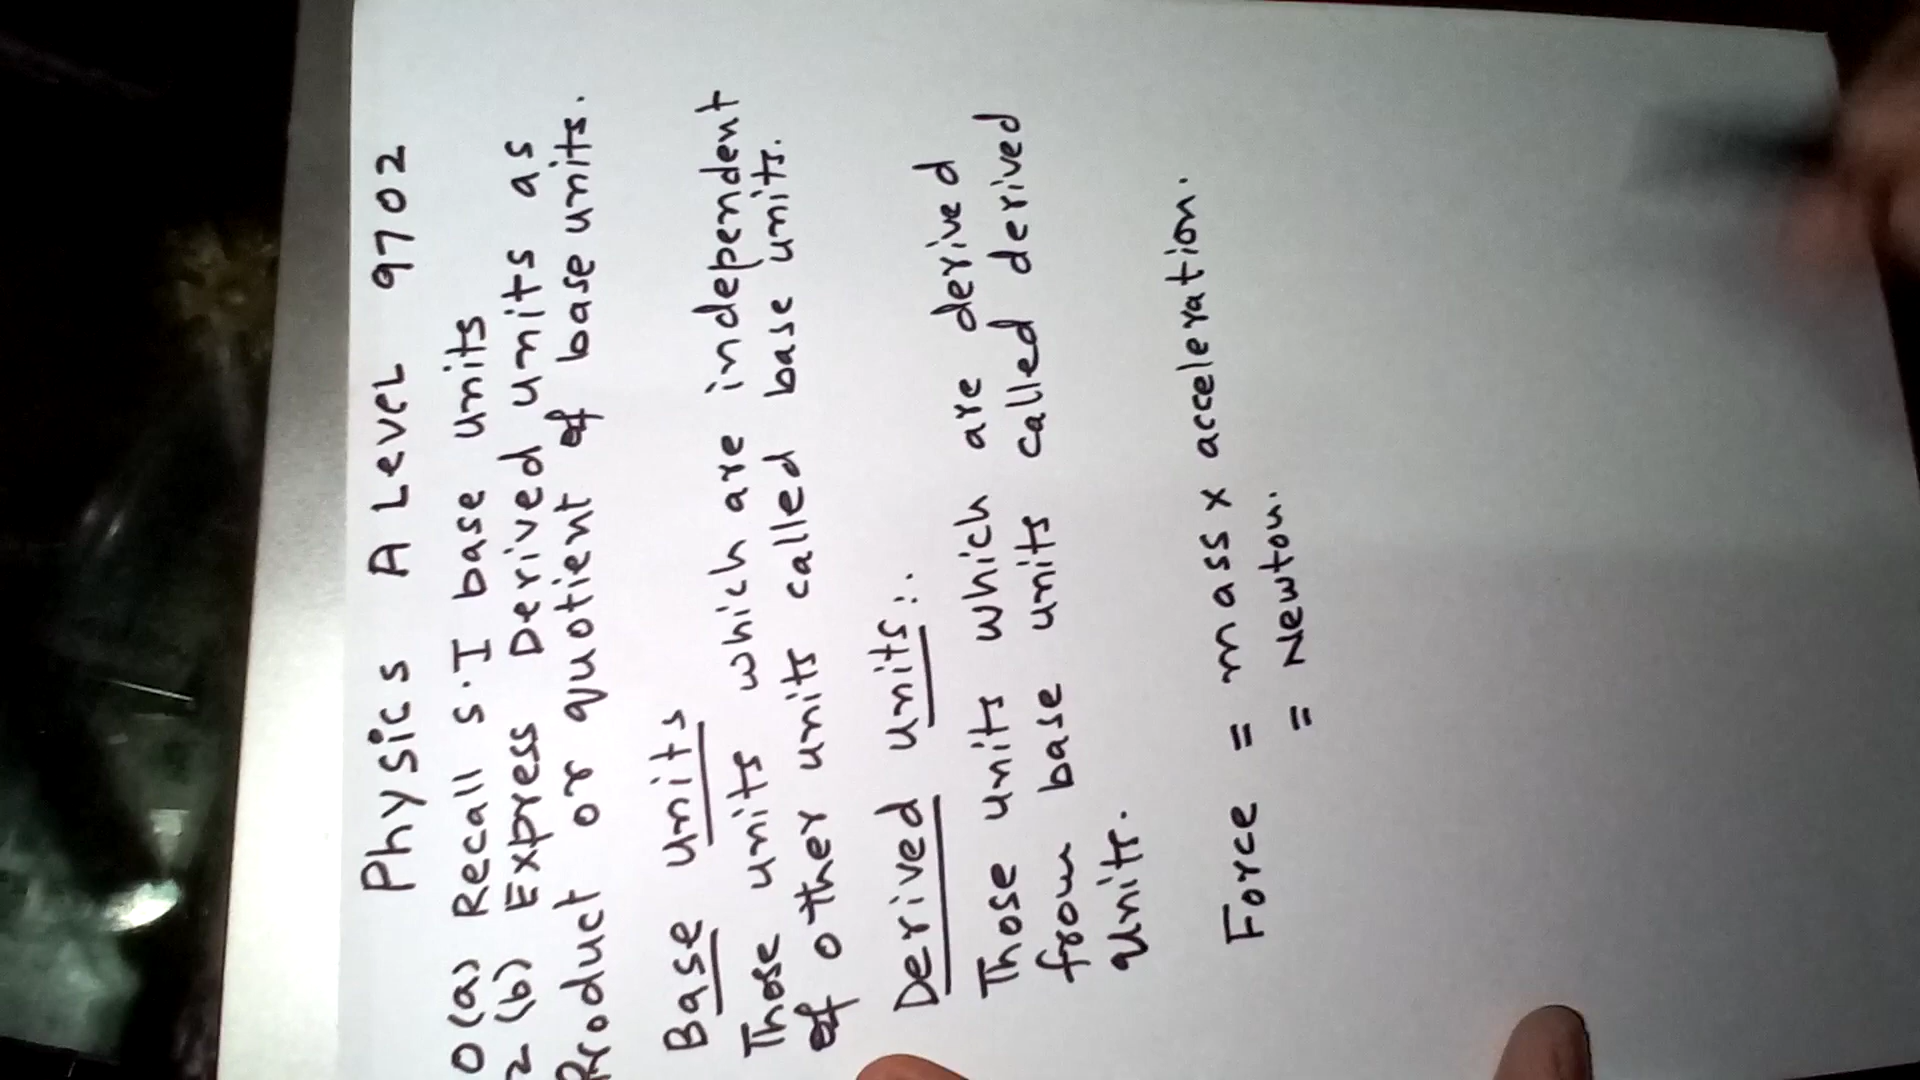 Physics A Level 9702
O (a) Recall S.I base units
2 (b) Express Derived units as
Product or quotient of base units.
Base units
Those units which are independent
of other units called base units.
Derived units:.
Those units which are derived
from base units called derived
units.
Force = mass x acceleration.
= Newton.